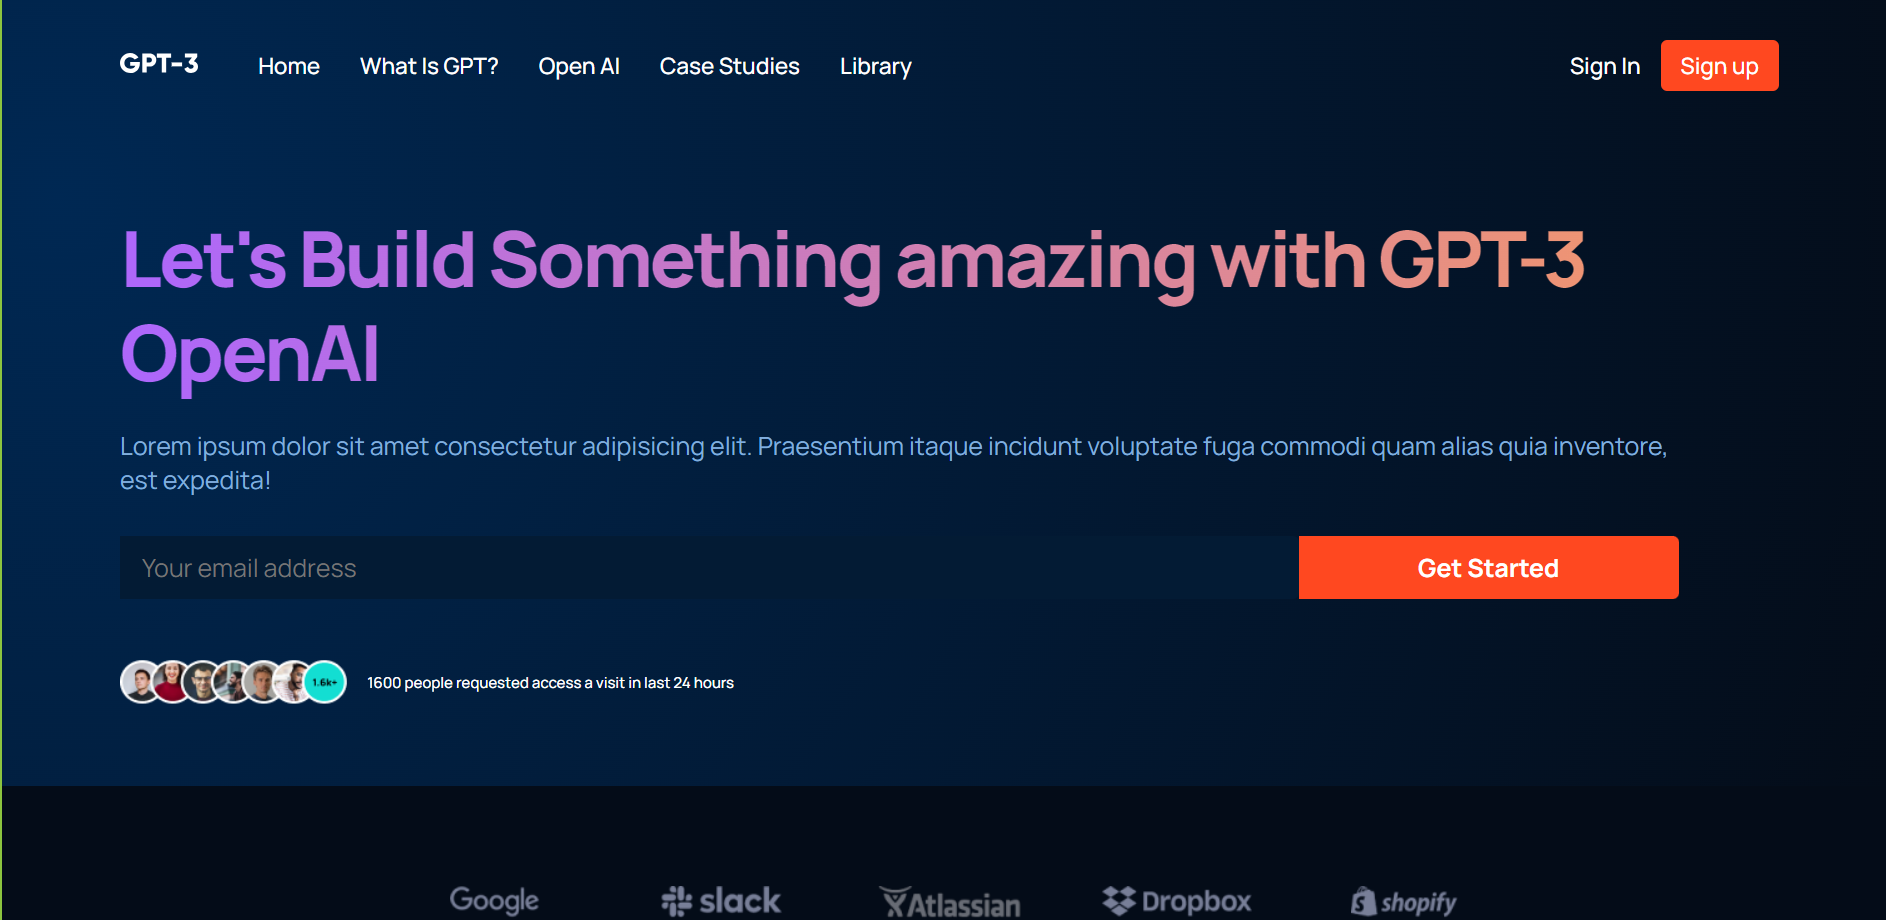 GPT-3 Home What Is GPT? Open AI Case Studies Library Sign In Sign up
Let's Build Something amazing with GPT-3
OpenAI
Lorem ipsum dolor sit amet consectetur adipisicing elit. Praesentium itaque incidunt voluptate fuga commodi quam alias quia inventore,
est expedita!
Your email address Get Started
1.6k+ 1600 people requested access a visit in last 24 hours
Google slack Atlassian Dropbox shopify